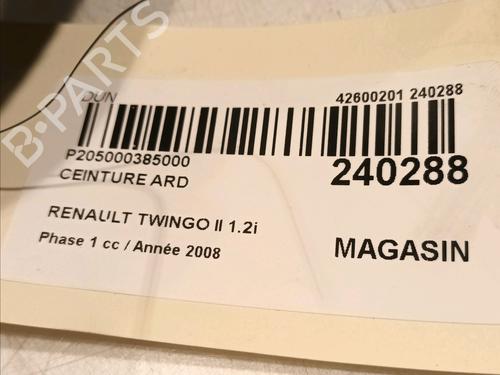 B-PARTS
DUN
42600201 240288
P205000385000
240288
CEINTURE ARD
RENAULT TWINGO II 1.2i
Phase 1 cc / Année 2008
MAGASIN